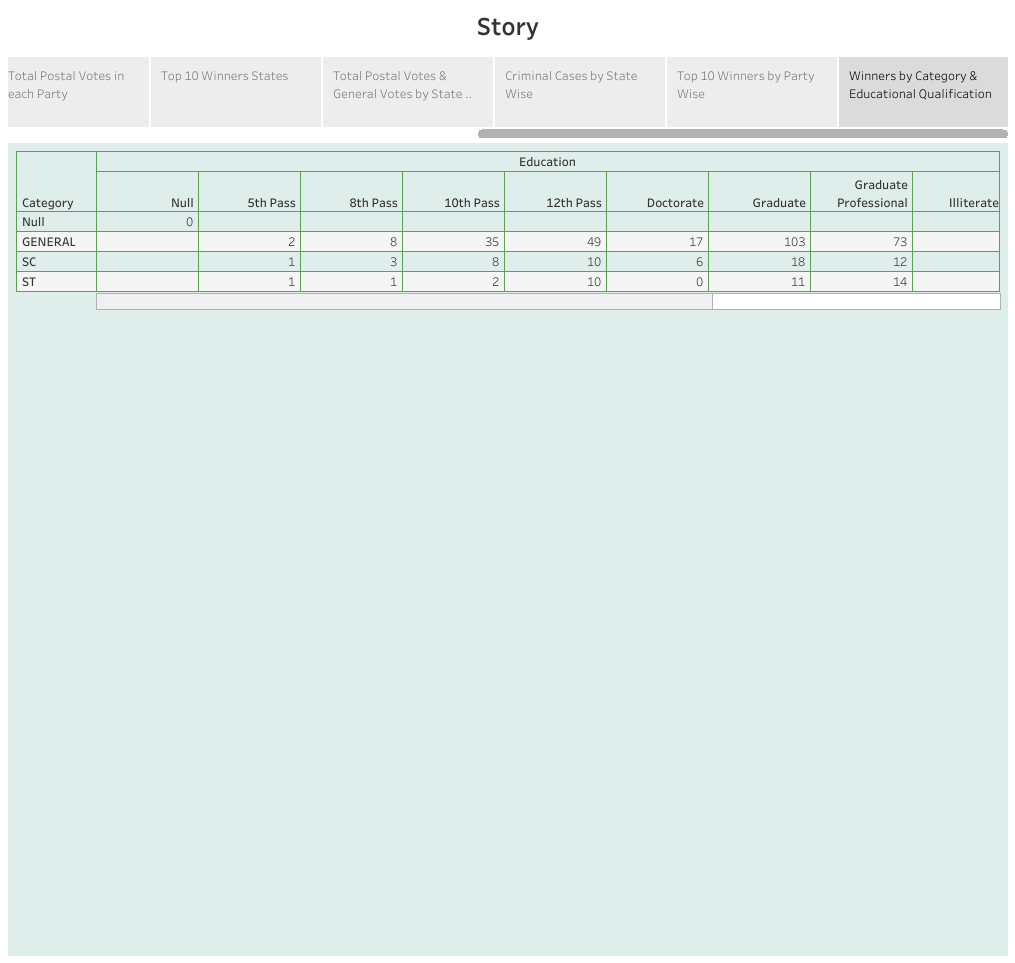 Story
Total Postal Votes in
each Party
Top 10 Winners States
Total Postal Votes &
General Votes by State ..
Criminal Cases by State
Wise
Top 10 Winners by Party
Wise
Winners by Category &
Educational Qualification
Education
Category Null 5th Pass 8th Pass 10th Pass 12th Pass Doctorate Graduate Graduate Professional Illiterate
Null 0
GENERAL 2 8 35 49 17 103 73
SC 1 3 8 10 6 18 12
ST 1 1 2 10 0 11 14